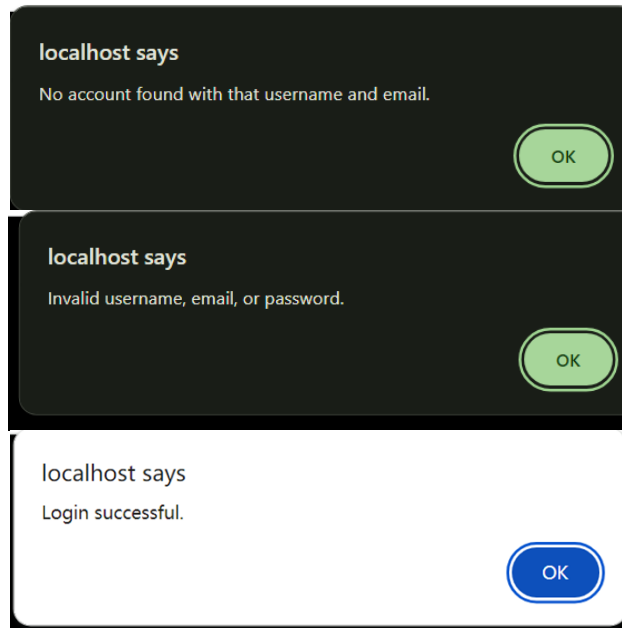 localhost says
No account found with that username and email.
OK
localhost says
Invalid username, email, or password.
OK
localhost says
Login successful.
OK